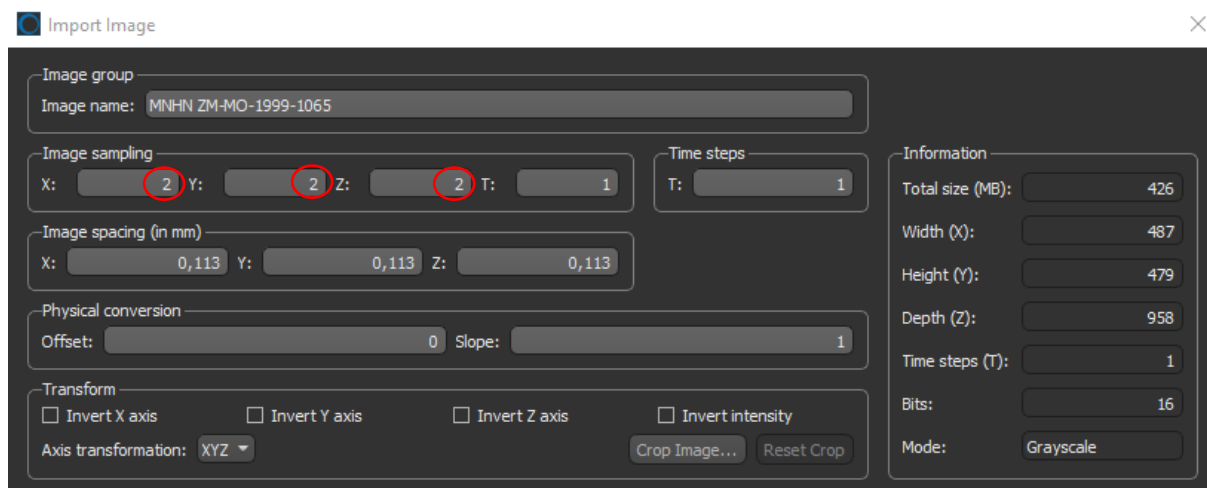 Import Image
Image group
Image name: MNHN ZM-MO-1999-1065
Image sampling
X: 2 Y: 2 Z: 2 T: 1
Time steps
T: 1
Image spacing (in mm)
X: 0,113 Y: 0,113 Z: 0,113
Physical conversion
Offset: 0 Slope: 1
Transform
Invert X axis Invert Y axis Invert Z axis Invert intensity
Axis transformation: XYZ Crop Image... Reset Crop
Information
Total size (MB): 426
Width (X): 487
Height (Y): 479
Depth (Z): 958
Time steps (T): 1
Bits: 16
Mode: Grayscale